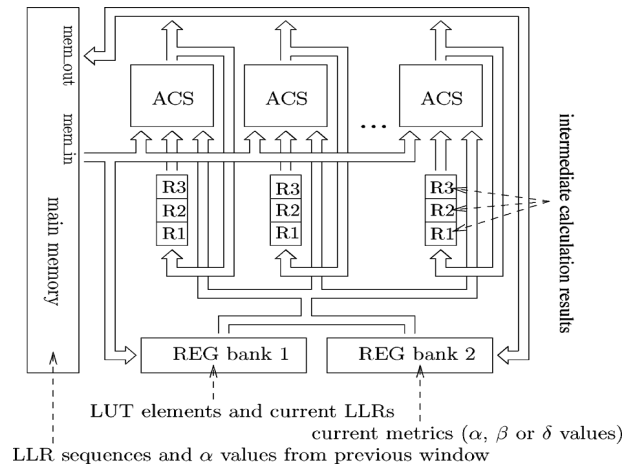 mem_out
mem_in
main memory
ACS
ACS
ACS
...
R3
R2
R1
R3
R2
R1
R3
R2
R1
intermediate calculation results
REG bank 1
REG bank 2
LUT elements and current LLRs
current metrics (α, β or δ values)
LLR sequences and α values from previous window